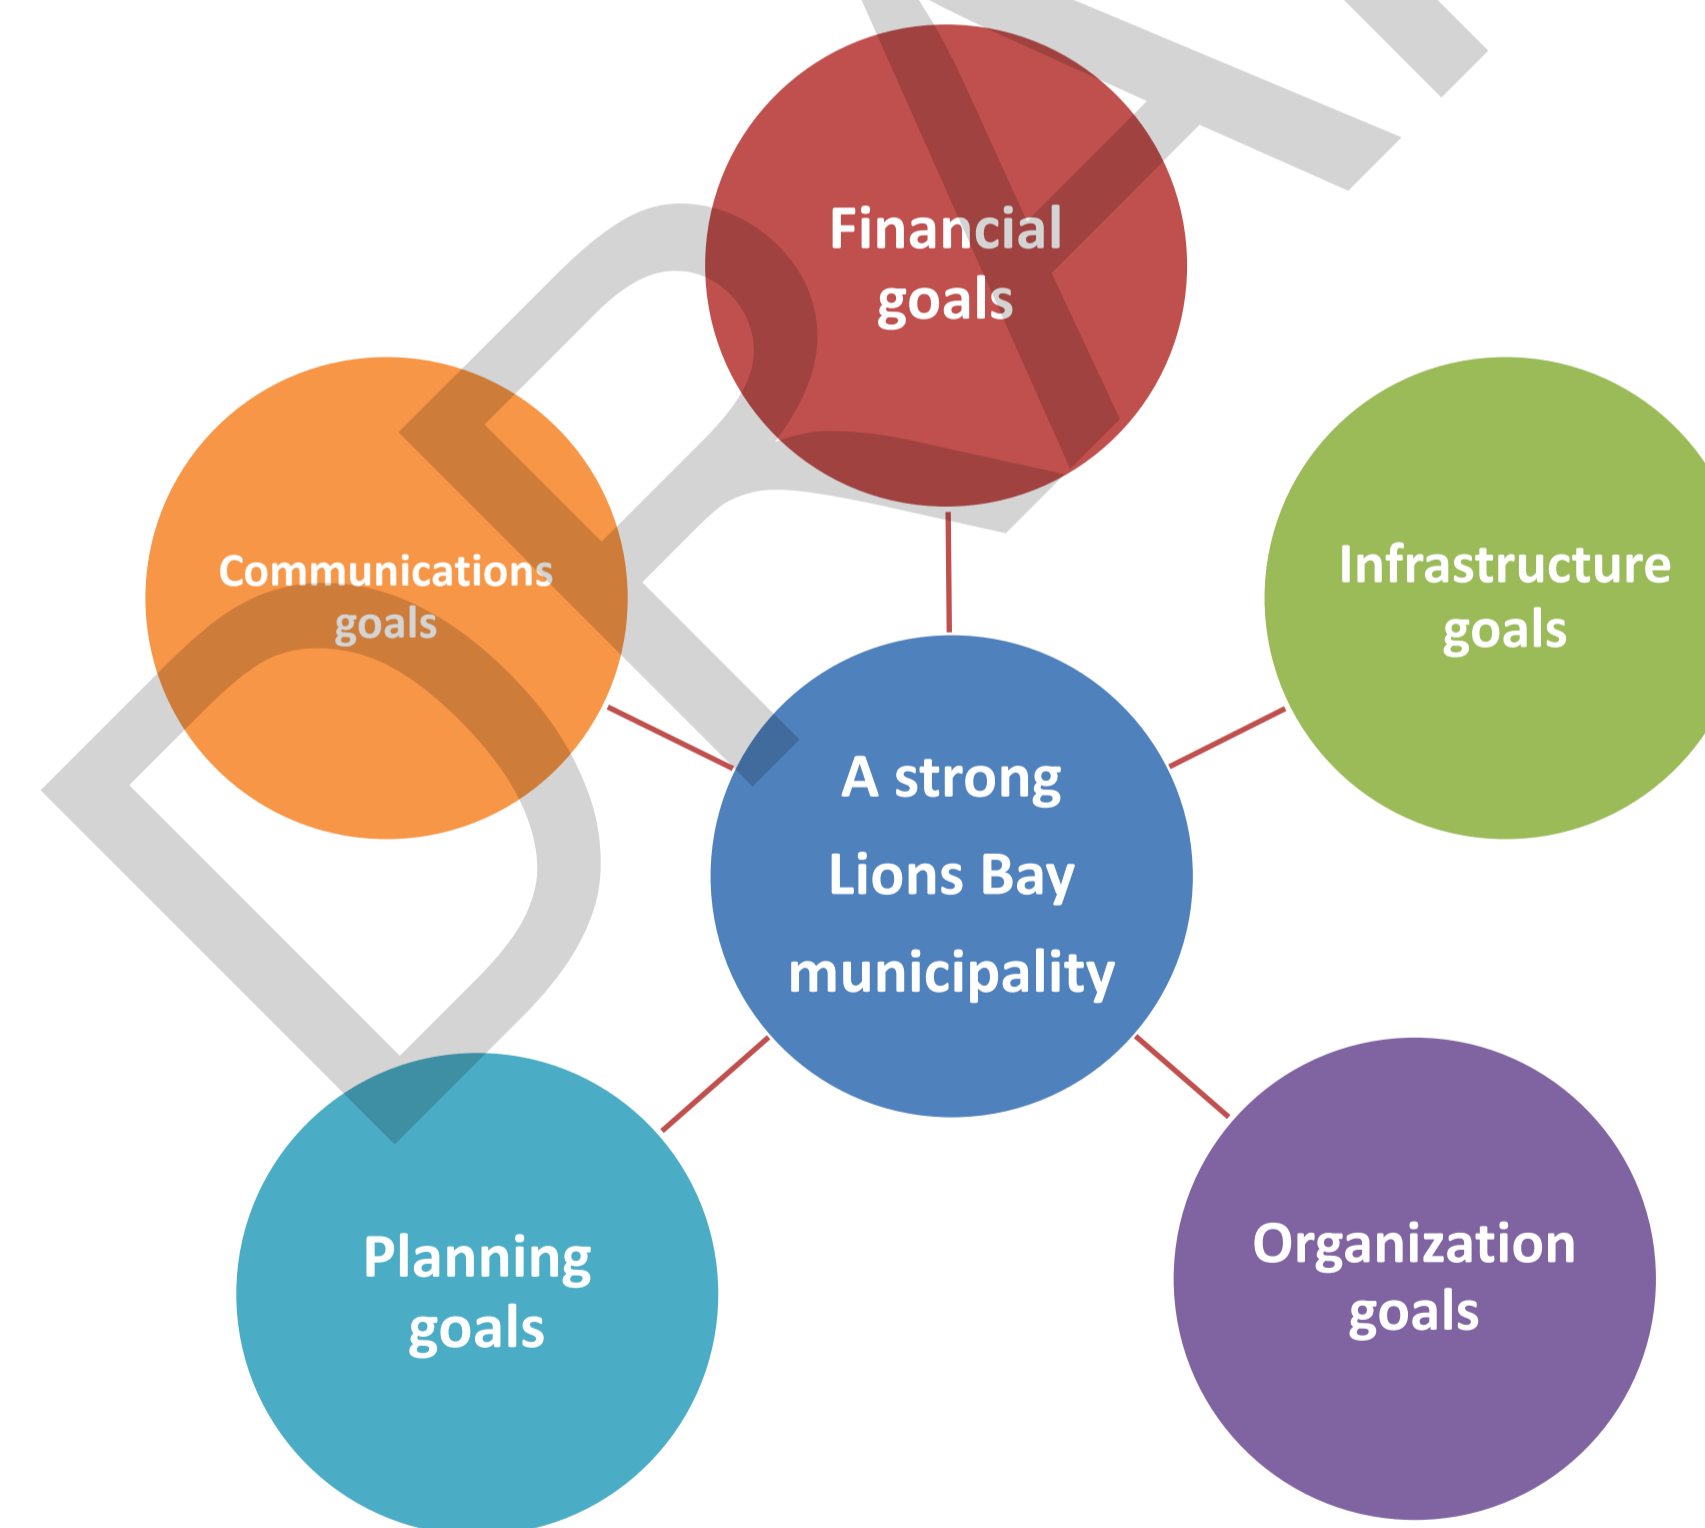 Financial
goals
Communications
goals
Infrastructure
goals
A strong
Lions Bay
municipality
Planning
goals
Organization
goals